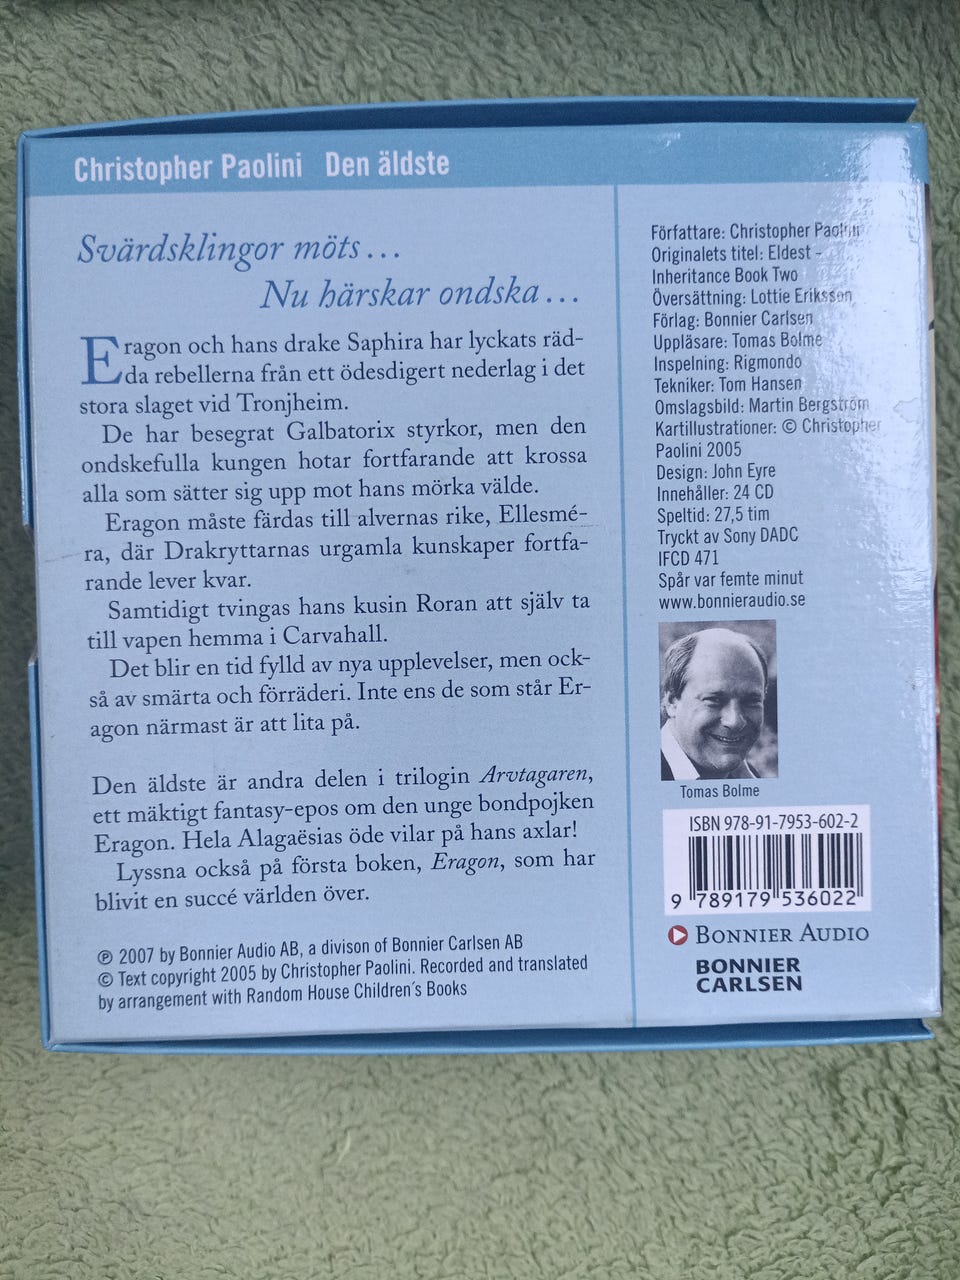 Christopher Paolini Den äldste
Svärdsklingor möts...
Nu härskar ondska...
Eragon och hans drake Saphira har lyckats räd-
da rebellerna från ett ödesdigert nederlag i det
stora slaget vid Tronjheim.
De har besegrat Galbatorix styrkor, men den
ondskefulla kungen hotar fortfarande att krossa
alla som sätter sig upp mot hans mörka välde.
Eragon måste färdas till alvernas rike, Ellesmé-
ra, där Drakryttarnas urgamla kunskaper fortfa-
rande lever kvar.
Samtidigt tvingas hans kusin Roran att själv ta
till vapen hemma i Carvahall.
Det blir en tid fylld av nya upplevelser, men ock-
så av smärta och förräderi. Inte ens de som står Er-
agon närmast är att lita på.
Den äldste är andra delen i trilogin Arvtagaren,
ett mäktigt fantasy-epos om den unge bondpojken
Eragon. Hela Alagaësias öde vilar på hans axlar!
Lyssna också på första boken, Eragon, som har
blivit en succé världen över.
℗ 2007 by Bonnier Audio AB, a divison of Bonnier Carlsen AB
© Text copyright 2005 by Christopher Paolini. Recorded and translated
by arrangement with Random House Children´s Books
Författare: Christopher Paolini
Originalets titel: Eldest -
Inheritance Book Two
Översättning: Lottie Eriksson
Förlag: Bonnier Carlsen
Uppläsare: Tomas Bolme
Inspelning: Rigmondo
Tekniker: Tom Hansen
Omslagsbild: Martin Bergström
Kartillustrationer: © Christopher
Paolini 2005
Design: John Eyre
Innehåller: 24 CD
Speltid: 27,5 tim
Tryckt av Sony DADC
IFCD 471
Spår var femte minut
www.bonnieraudio.se
Tomas Bolme
ISBN 978-91-7953-602-2
9 789179 536022
BONNIER AUDIO
BONNIER
CARLSEN